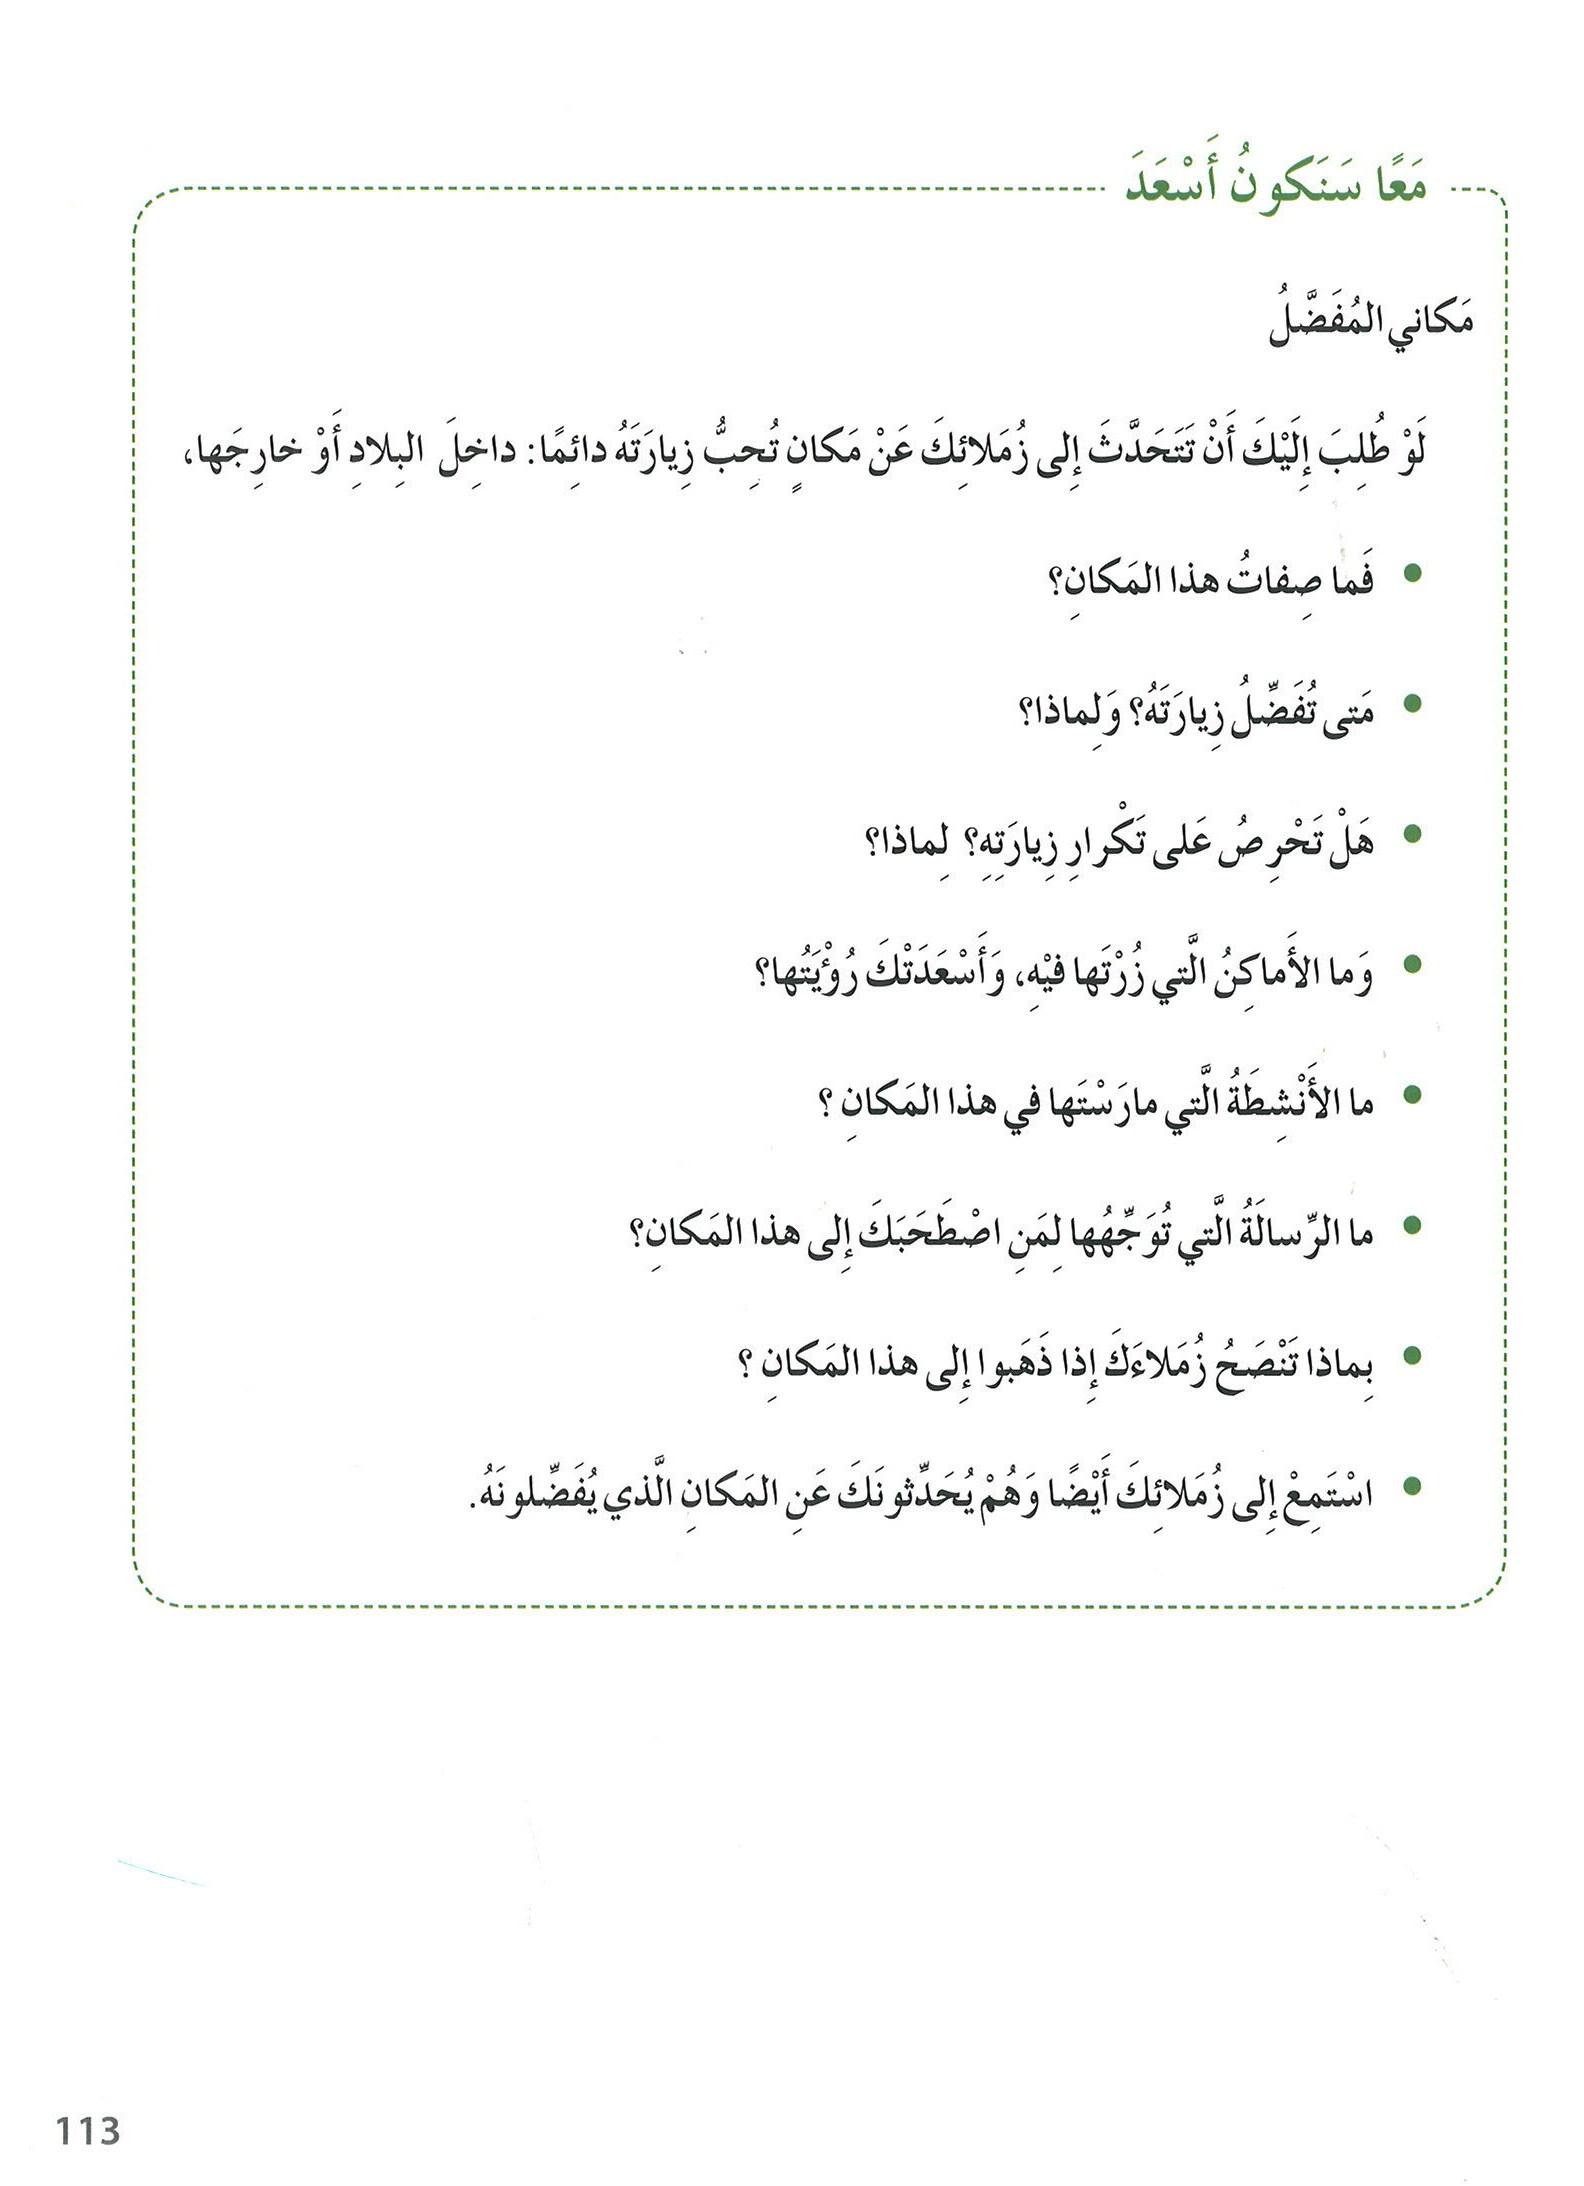 مَعًا سَنَكونُ أَسْعَدَ
مَكاني المُفَضَّلُ
لَوْ طُلِبَ إِلَيْكَ أَنْ تَتَحَدَّثَ إِلى زُمَلائِكَ عَنْ مَكانٍ تُحِبُّ زِيارَتَهُ دائِمًا: داخِلَ البِلادِ أَوْ خارِجَها،
• فَما صِفاتُ هذا المَكانِ؟
• مَتى تُفَضِّلُ زِيارَتَهُ؟ وَلِماذا؟
• هَلْ تَحْرِصُ عَلى تَكْرارِ زِيارَتِهِ؟ لِماذا؟
• وَما الأَماكِنُ الَّتي زُرْتَها فيْهِ، وَأَسْعَدَتْكَ رُؤْيَتُها؟
• ما الأَنْشِطَةُ الَّتي مارَسْتَها في هذا المَكانِ ؟
• ما الرِّسالَةُ الَّتي تُوَجِّهُها لِمَنِ اصْطَحَبَكَ إِلى هذا المَكانِ؟
• بِماذا تَنْصَحُ زُمَلاءَكَ إِذا ذَهَبوا إِلى هذا المَكانِ ؟
• اسْتَمِعْ إِلى زُمَلائِكَ أَيْضًا وَهُمْ يُحَدِّثونَكَ عَنِ المَكانِ الَّذي يُفَضِّلونَهُ.
113